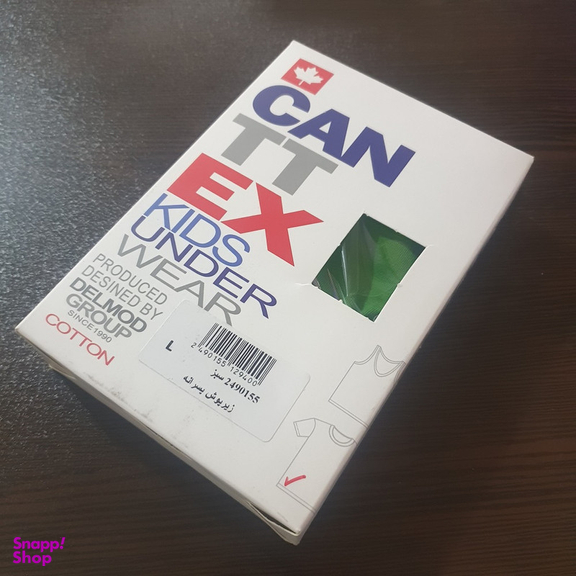 CAN
TT
EX
KIDS
UNDER
WEAR
PRODUCED
DESINED BY
DELMOD
GROUP
SINCE1990
COTTON
L
2490155129400
2490155 سبز
زیرپوش پسرانه
Snapp!
Shop